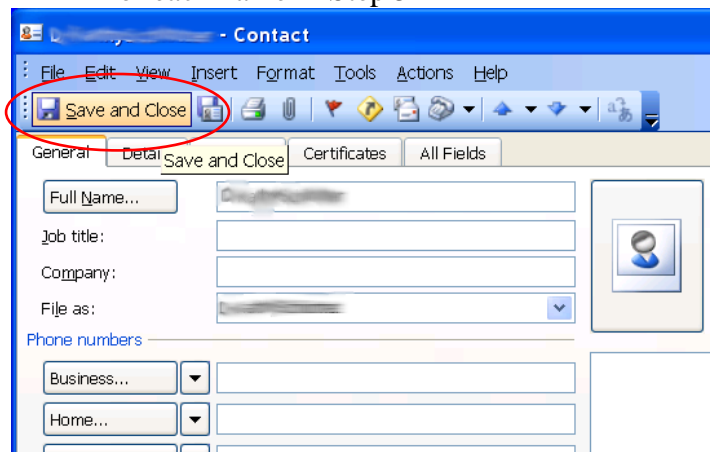 - Contact
File Edit View Insert Format Tools Actions Help
Save and Close
General Save and Close Certificates All Fields
Full Name...
Job title:
Company:
File as:
Phone numbers
Business...
Home...